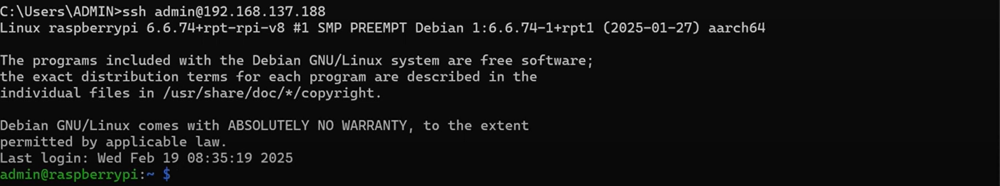 C:\Users\ADMIN>ssh admin@192.168.137.188
Linux raspberrypi 6.6.74+rpt-rpi-v8 #1 SMP PREEMPT Debian 1:6.6.74-1+rpt1 (2025-01-27) aarch64
The programs included with the Debian GNU/Linux system are free software;
the exact distribution terms for each program are described in the
individual files in /usr/share/doc/*/copyright.
Debian GNU/Linux comes with ABSOLUTELY NO WARRANTY, to the extent
permitted by applicable law.
Last login: Wed Feb 19 08:35:19 2025
admin@raspberrypi:~ $